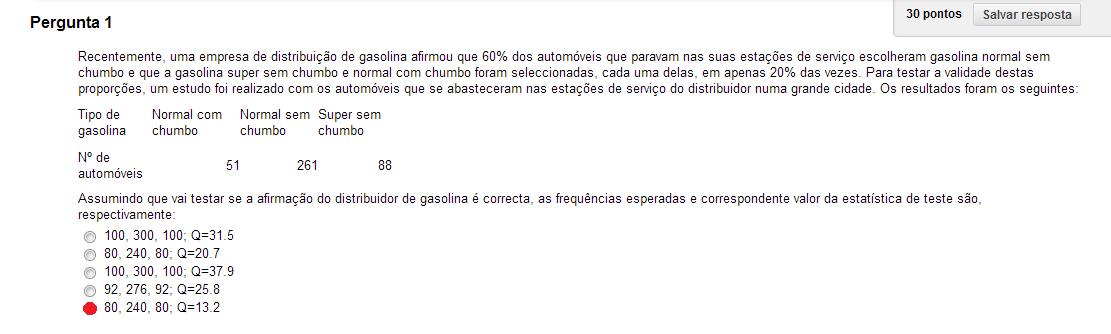 30 pontos
Salvar resposta
Pergunta 1
Recentemente, uma empresa de distribuição de gasolina afirmou que 60% dos automóveis que paravam nas suas estações de serviço escolheram gasolina normal sem
chumbo e que a gasolina super sem chumbo e normal com chumbo foram seleccionadas, cada uma delas, em apenas 20% das vezes. Para testar a validade destas
proporções, um estudo foi realizado com os automóveis que se abasteceram nas estações de serviço do distribuidor numa grande cidade. Os resultados foram os seguintes:
Tipo de Normal com Normal sem Super sem
gasolina chumbo chumbo chumbo
Nº de
automóveis 51 261 88
Assumindo que vai testar se a afirmação do distribuidor de gasolina é correcta, as frequências esperadas e correspondente valor da estatística de teste são,
respectivamente:
100, 300, 100; Q=31.5
80, 240, 80; Q=20.7
100, 300, 100; Q=37.9
92, 276, 92; Q=25.8
80, 240, 80; Q=13.2